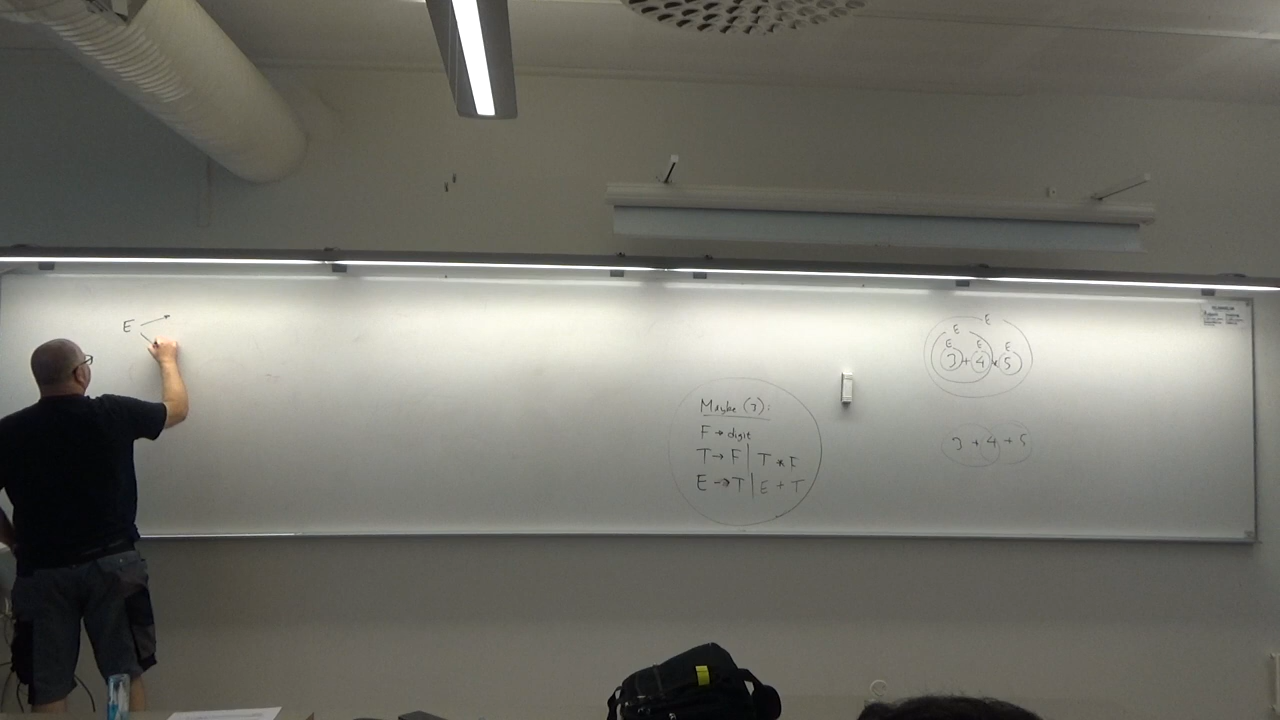 E
Maybe (?):
F → digit
T → F | T * F
E → T | E + T
E
E
E E E
3 + 4 * 5
3 + 4 + 5